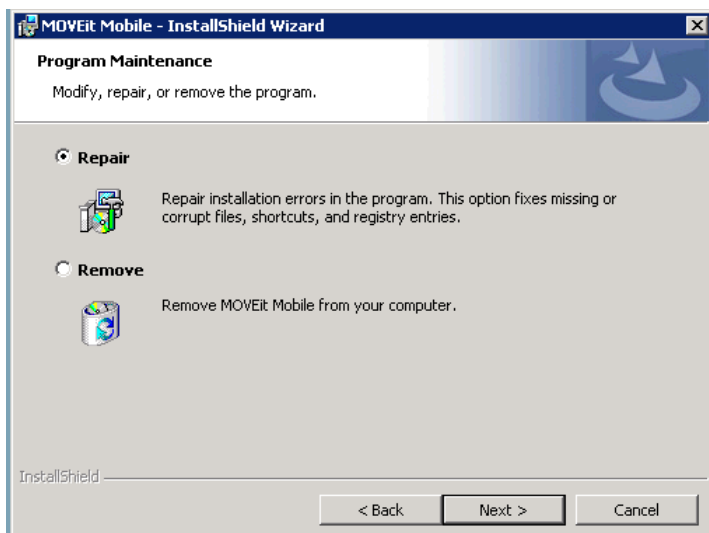 MOVEit Mobile - InstallShield Wizard
Program Maintenance
Modify, repair, or remove the program.
Repair
Repair installation errors in the program. This option fixes missing or
corrupt files, shortcuts, and registry entries.
Remove
Remove MOVEit Mobile from your computer.
InstallShield
< Back
Next >
Cancel